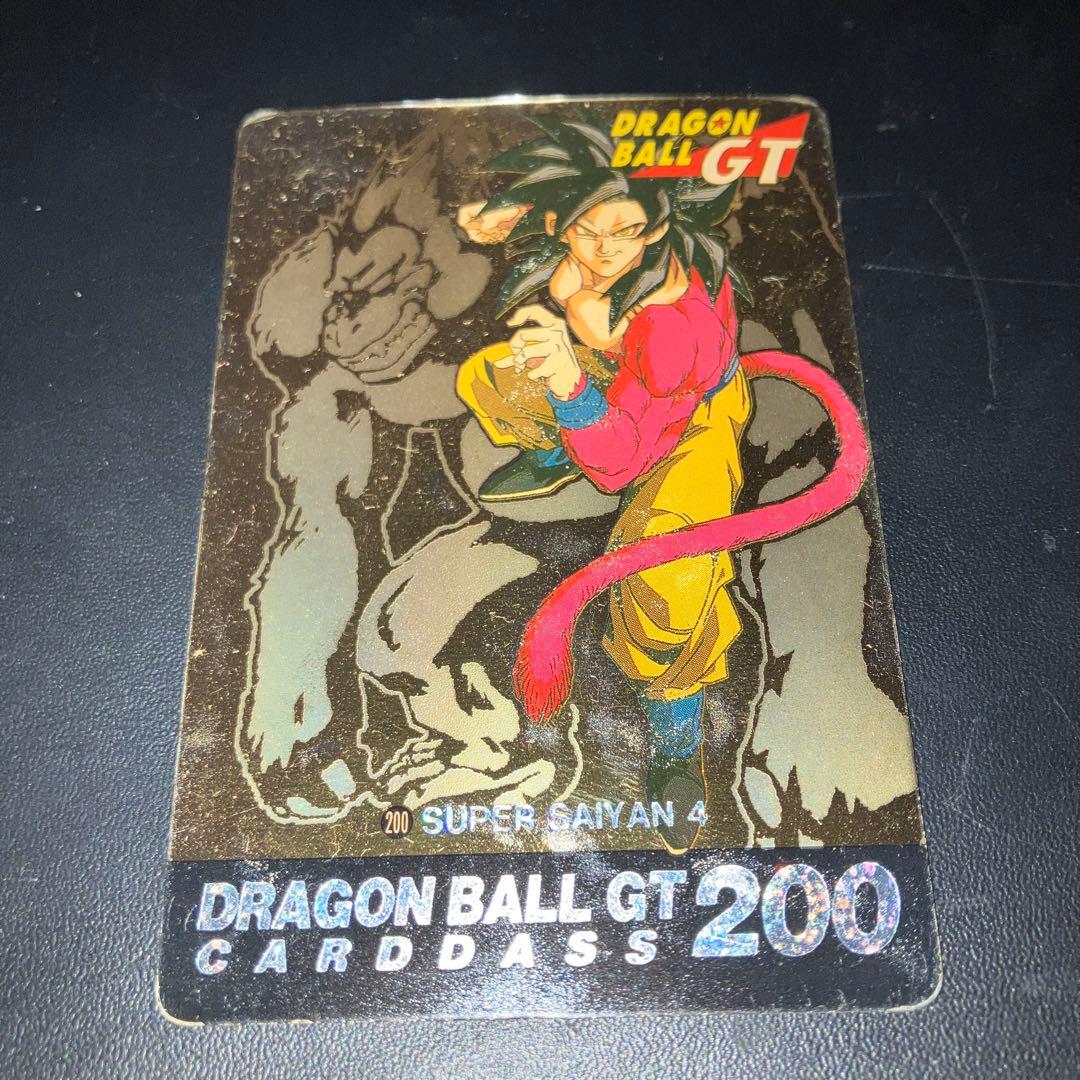 DRAGON
BALL GT
200 SUPER SAIYAN 4
DRAGON BALL GT 200
CARDDASS